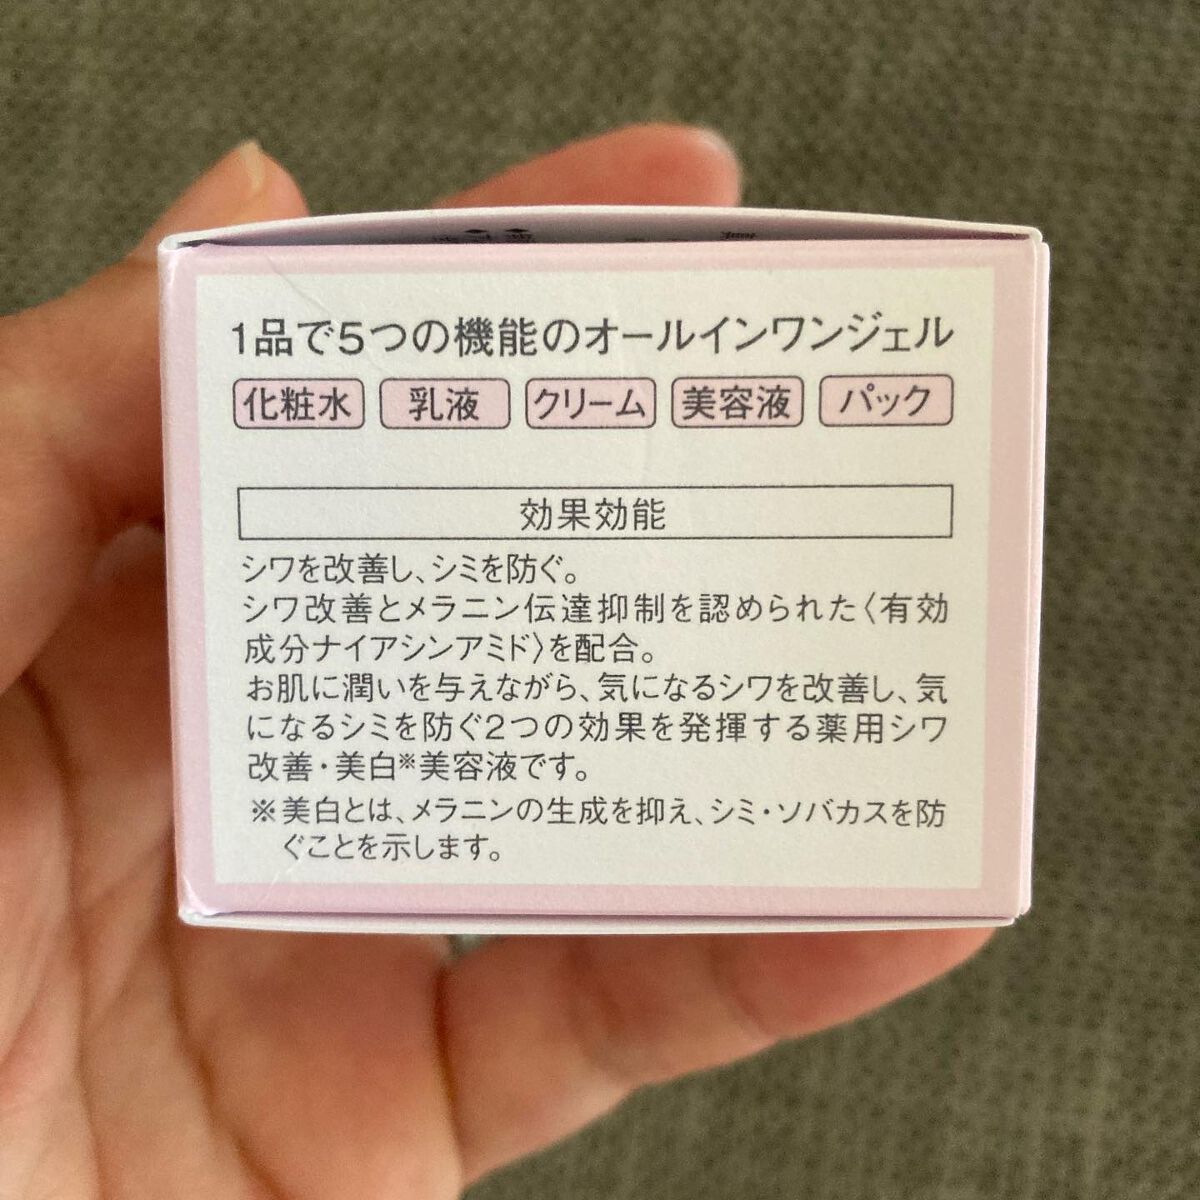 1品で5つの機能のオールインワンジェル
化粧水 乳液 クリーム 美容液 パック
効果効能
シワを改善し、シミを防ぐ。
シワ改善とメラニン伝達抑制を認められた〈有効
成分ナイアシンアミド〉を配合。
お肌に潤いを与えながら、気になるシワを改善し、気
になるシミを防ぐ2つの効果を発揮する薬用シワ
改善・美白※美容液です。
※美白とは、メラニンの生成を抑え、シミ・ソバカスを防
ぐことを示します。